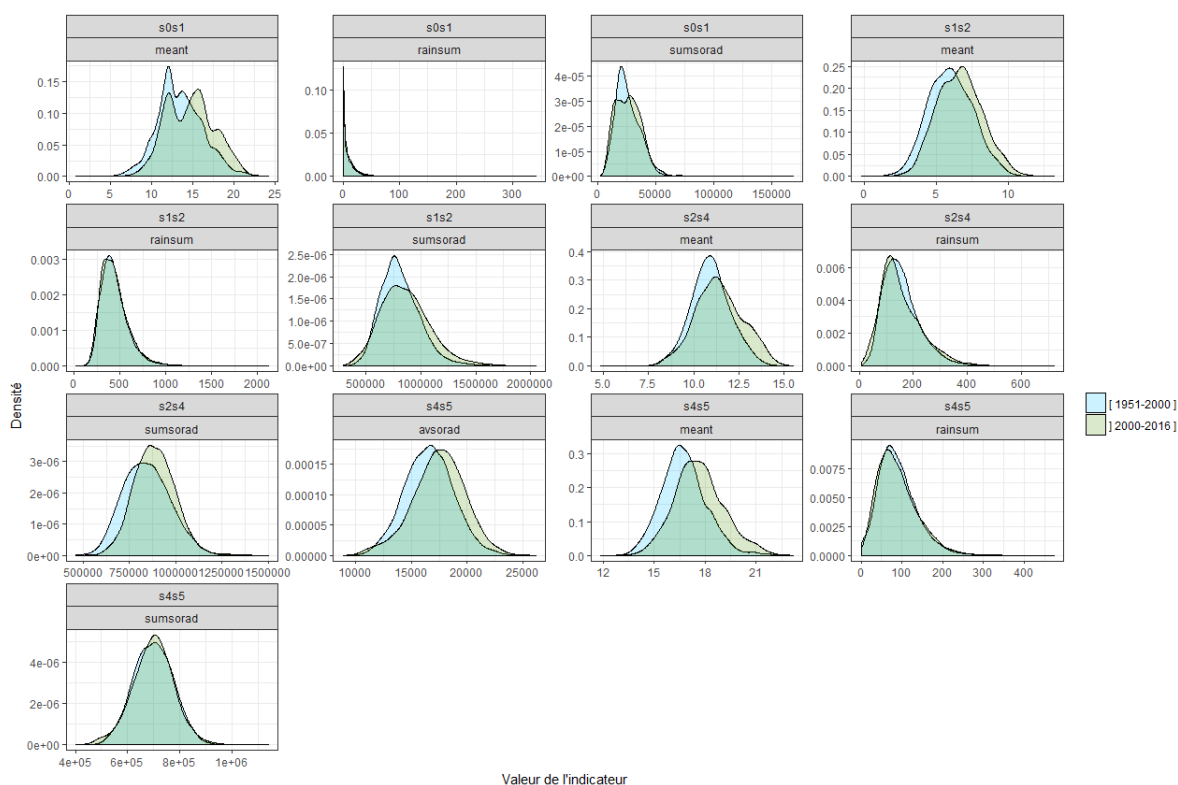 s0s1 s0s1 s0s1 s1s2
meant rainsum sumsorad meant
0.15 0.10 4e-05 0.25
0.10 0.05 3e-05 0.20
0.05 0.00 2e-05 0.15
0.00 1e-05 0.10
0e+00 0.05
0.00
0 5 10 15 20 25 0 100 200 300 0 50000 100000 150000 0 5 10
s1s2 s1s2 s2s4 s2s4
rainsum sumsorad meant rainsum
0.003 2.5e-06 0.4 0.006
0.002 2.0e-06 0.3 0.004
0.001 1.5e-06 0.2 0.002
0.000 1.0e-06 0.1 0.000
5.0e-07 0.0
0.0e+00
0 500 1000 1500 2000 500000 1000000 1500000 2000000 5.0 7.5 10.0 12.5 15.0 0 200 400 600
s2s4 s4s5 s4s5 s4s5
sumsorad avsorad meant rainsum
3e-06 0.00015 0.3 0.0075
2e-06 0.00010 0.2 0.0050
1e-06 0.00005 0.1 0.0025
0e+00 0.00000 0.0 0.0000
500000 750000 1000000 1250000 1500000 10000 15000 20000 25000 12 15 18 21 0 100 200 300 400
s4s5
sumsorad
4e-06
2e-06
0e+00
4e+05 6e+05 8e+05 1e+06
Densité
Valeur de l'indicateur
[ 1951-2000 ]
] 2000-2016 ]